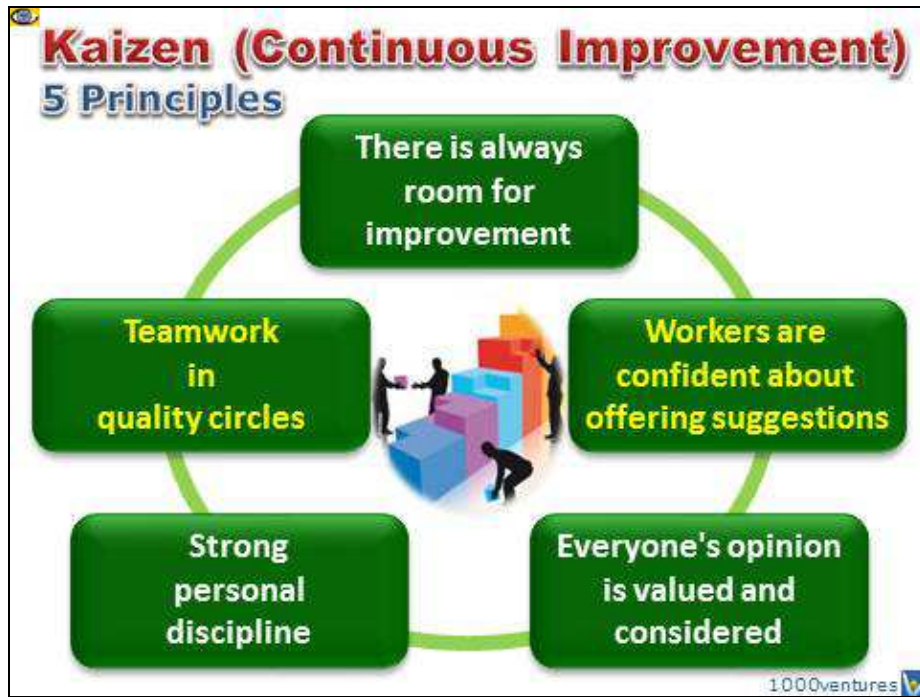 Kaizen (Continuous Improvement)
5 Principles
There is always
room for
improvement
Teamwork
in
quality circles
Workers are
confident about
offering suggestions
Strong
personal
discipline
Everyone's opinion
is valued and
considered
1000ventures